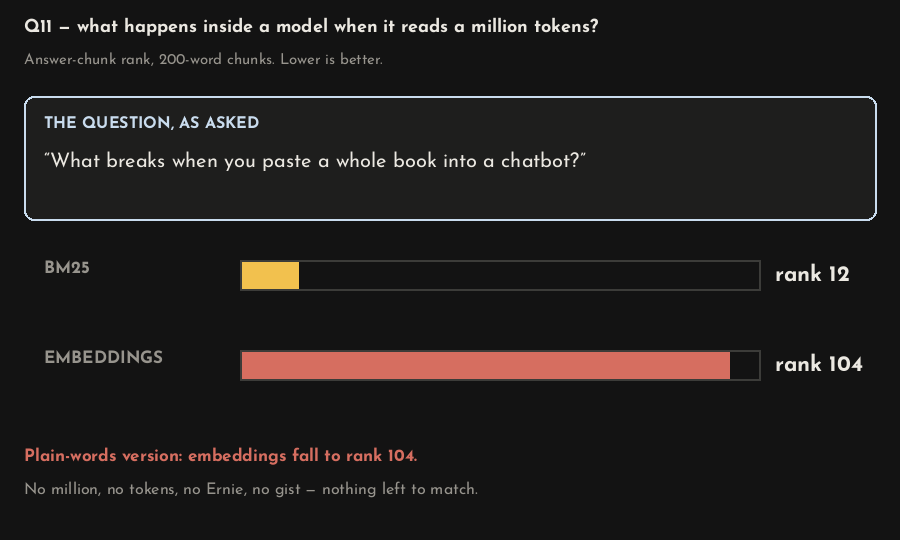 Q11 – what happens inside a model when it reads a million tokens?
Answer-chunk rank, 200-word chunks. Lower is better.
THE QUESTION, AS ASKED
“What breaks when you paste a whole book into a chatbot?”
BM25
rank 12
EMBEDDINGS
rank 104
Plain-words version: embeddings fall to rank 104.
No million, no tokens, no Ernie, no gist – nothing left to match.